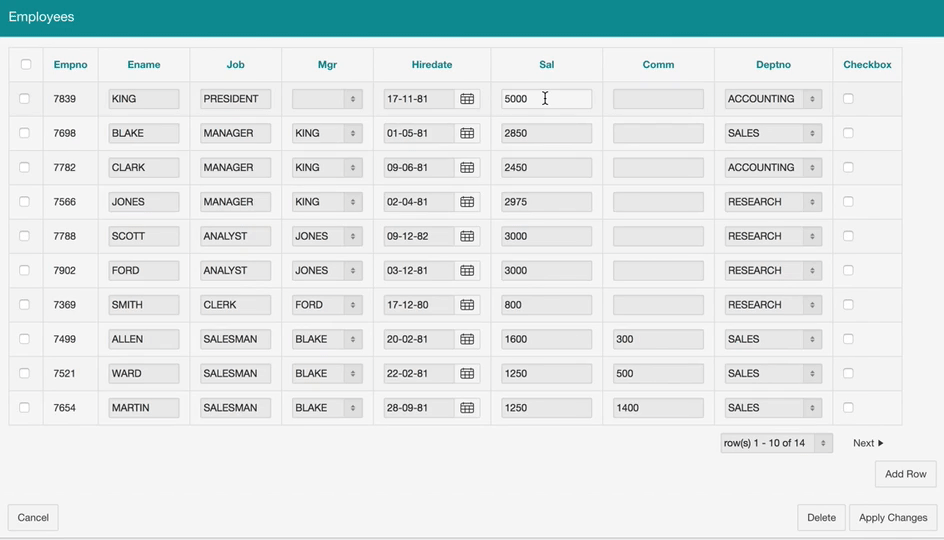 Employees
Empno Ename Job Mgr Hiredate Sal Comm Deptno Checkbox
7839 KING PRESIDENT 17-11-81 5000 ACCOUNTING
7698 BLAKE MANAGER KING 01-05-81 2850 SALES
7782 CLARK MANAGER KING 09-06-81 2450 ACCOUNTING
7566 JONES MANAGER KING 02-04-81 2975 RESEARCH
7788 SCOTT ANALYST JONES 09-12-82 3000 RESEARCH
7902 FORD ANALYST JONES 03-12-81 3000 RESEARCH
7369 SMITH CLERK FORD 17-12-80 800 RESEARCH
7499 ALLEN SALESMAN BLAKE 20-02-81 1600 300 SALES
7521 WARD SALESMAN BLAKE 22-02-81 1250 500 SALES
7654 MARTIN SALESMAN BLAKE 28-09-81 1250 1400 SALES
row(s) 1 - 10 of 14 Next
Add Row
Cancel Delete Apply Changes